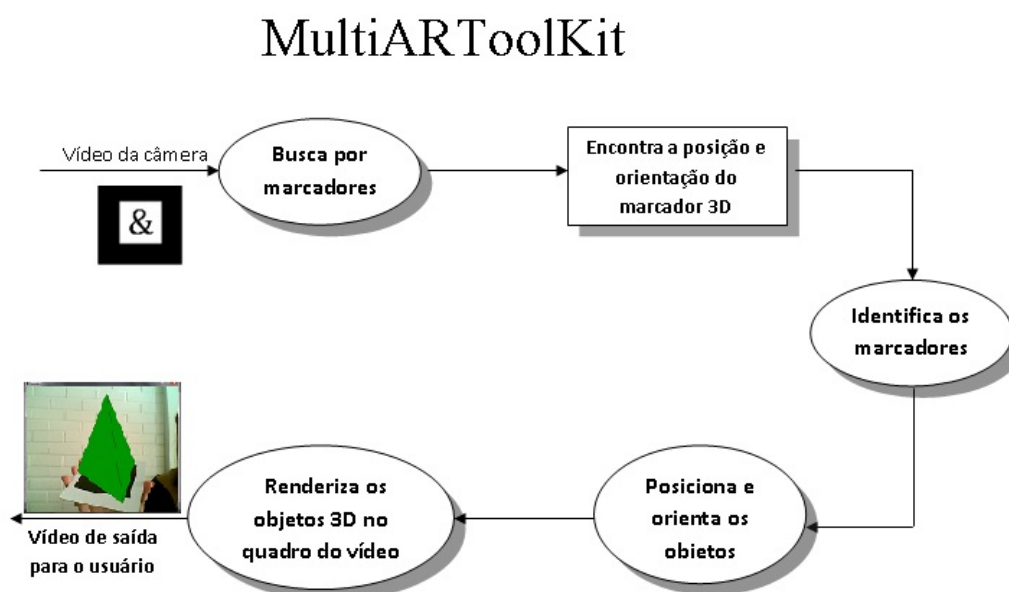 MultiARToolKit
Vídeo da câmera
&
Busca por
marcadores
Encontra a posição e
orientação do
marcador 3D
Identifica os
marcadores
Posiciona e
orienta os
obietos
Renderiza os
objetos 3D no
quadro do vídeo
Vídeo de saída
para o usuário